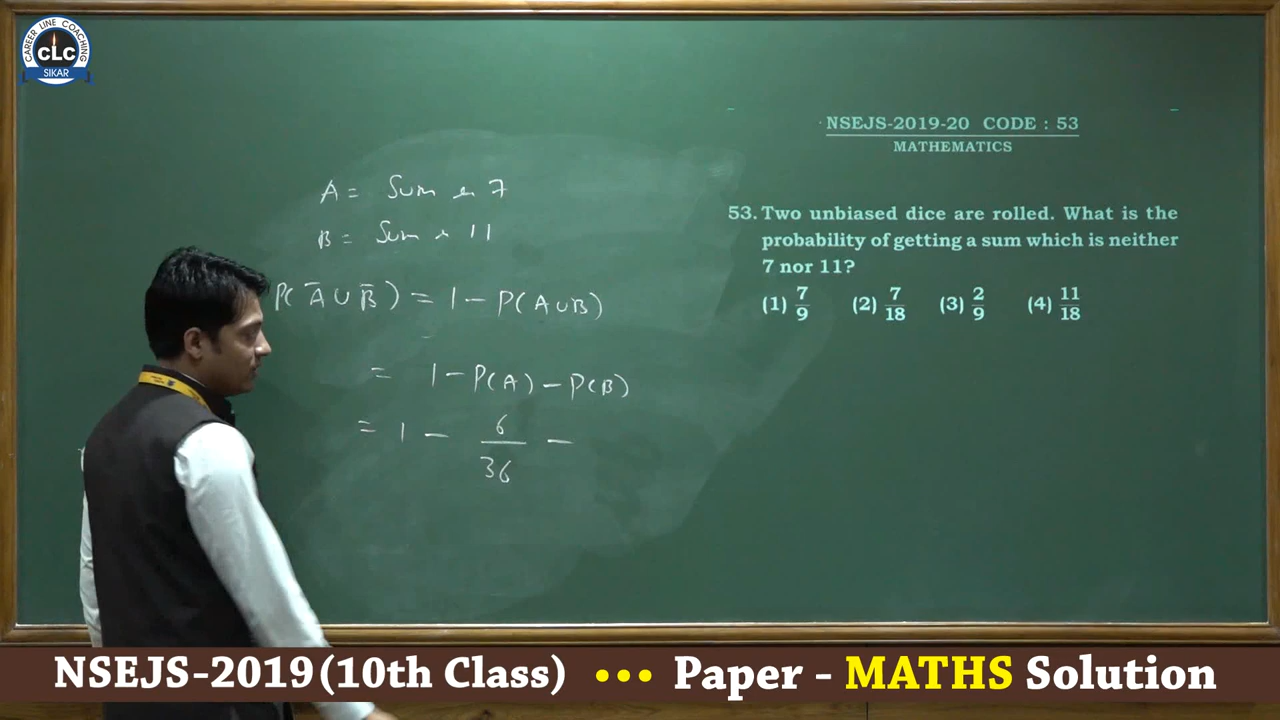 CAREER LINE COACHING
CLC
SIKAR
A = Sum is 7
B = Sum is 11
P(A̅ ∪ B̅) = 1 - P(A∪B)
= 1 - P(A) - P(B)
= 1 - 6/36 -
NSEJS-2019-20 CODE : 53
MATHEMATICS
53. Two unbiased dice are rolled. What is the
probability of getting a sum which is neither
7 nor 11?
(1) 7/9 (2) 7/18 (3) 2/9 (4) 11/18
NSEJS-2019(10th Class) ••• Paper - MATHS Solution